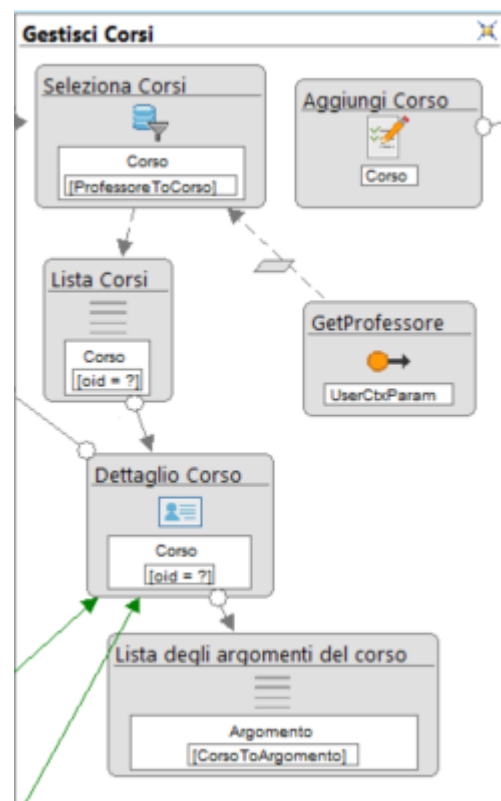 Gestisci Corsi
Seleziona Corsi
Corso
[ProfessoreToCorso]
Aggiungi Corso
Corso
Lista Corsi
Corso
[oid = ?]
GetProfessore
UserCtxParam
Dettaglio Corso
Corso
[oid = ?]
Lista degli argomenti del corso
Argomento
[CorsoToArgomento]